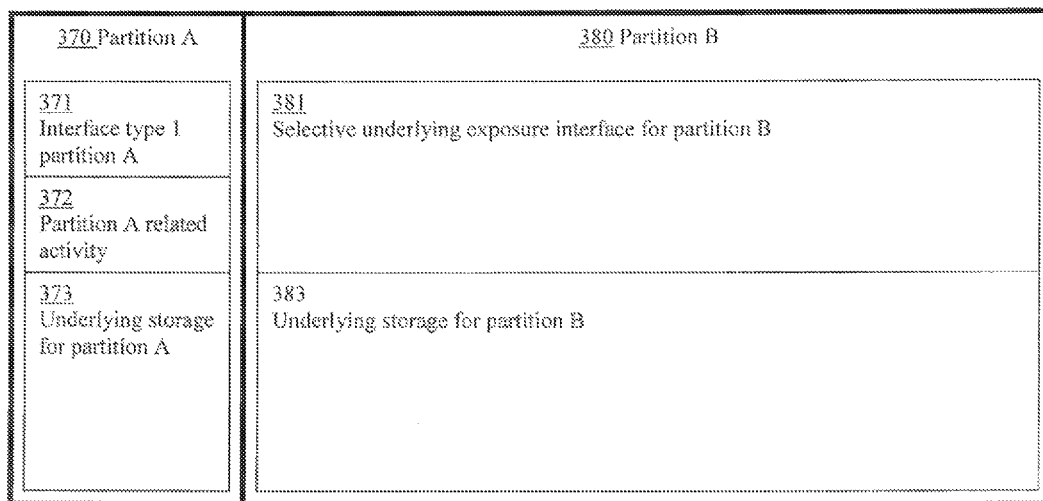 370 Partition A
380 Partition B
371
Interface type 1
partition A
381
Selective underlying exposure interface for partition B
372
Partition A related
activity
373
Underlying storage
for partition A
383
Underlying storage for partition B